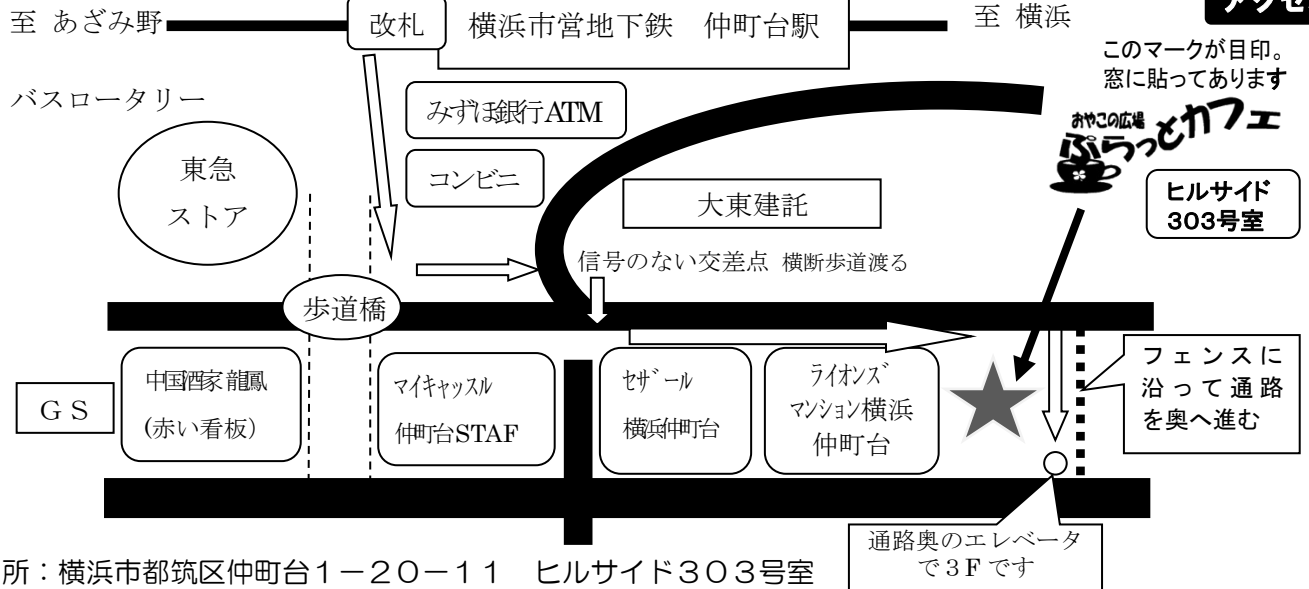 至 あざみ野
改札
横浜市営地下鉄 仲町台駅
至 横浜
アクセ
このマークが目印。
窓に貼ってあります
おやこの広場
ぷらっとカフェ
ヒルサイド
303号室
バスロータリー
みずほ銀行ATM
東急
ストア
コンビニ
大東建託
信号のない交差点 横断歩道渡る
歩道橋
GS
中国酒家龍鳳
(赤い看板)
マイキャッスル
仲町台STAF
セザール
横浜仲町台
ライオンズ
マンション横浜
仲町台
フェンスに
沿って通路
を奥へ進む
通路奥のエレベータ
で3Fです
所：横浜市都筑区仲町台1－20－11 ヒルサイド303号室